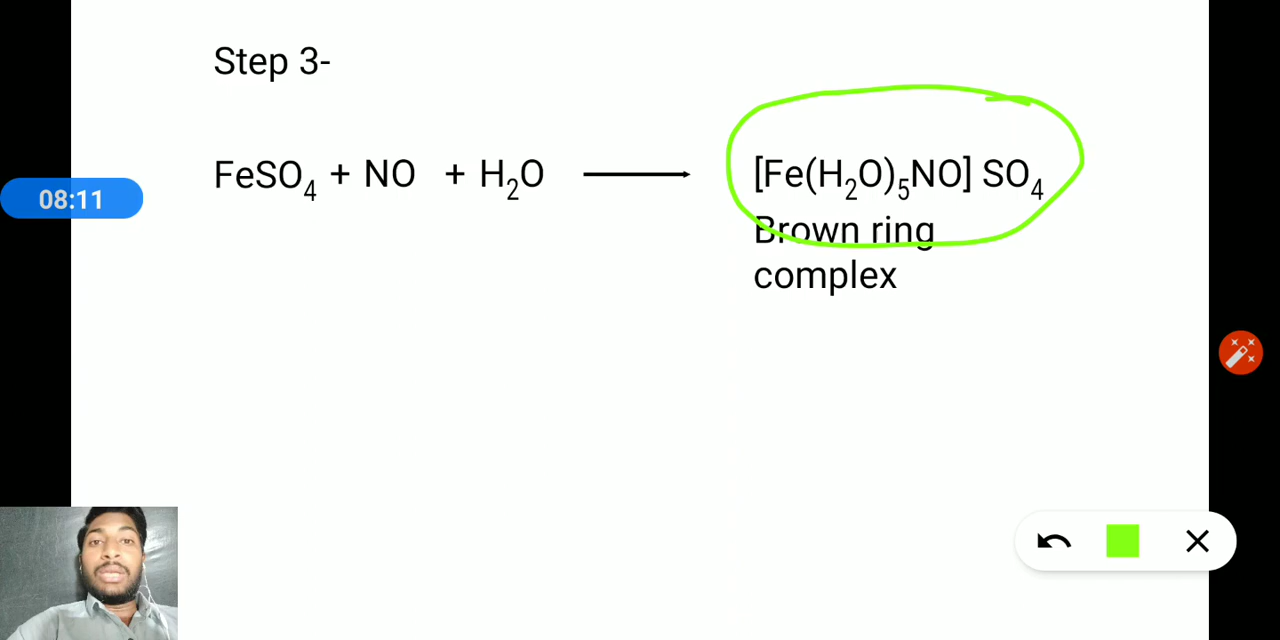 Step 3-
FeSO₄ + NO + H₂O ⟶ [Fe(H₂O)₅NO] SO₄
08:11
Brown ring
complex